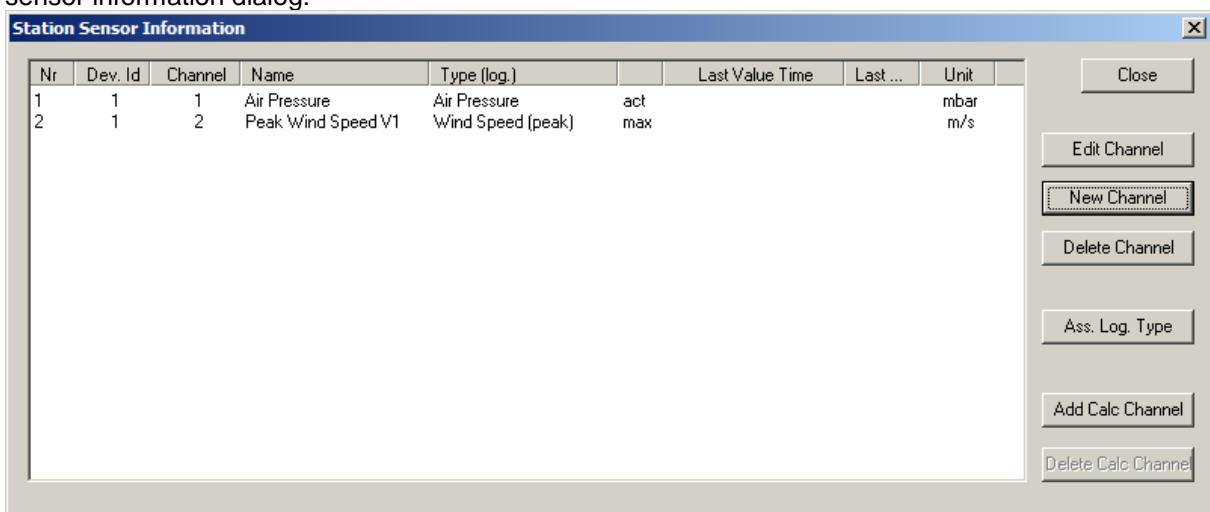 sensor information dialog.
Station Sensor Information
Nr Dev. Id Channel Name Type (log.) Last Value Time Last ... Unit
1 1 1 Air Pressure Air Pressure act mbar
2 1 2 Peak Wind Speed V1 Wind Speed (peak) max m/s
Close
Edit Channel
New Channel
Delete Channel
Ass. Log. Type
Add Calc Channel
Delete Calc Channel